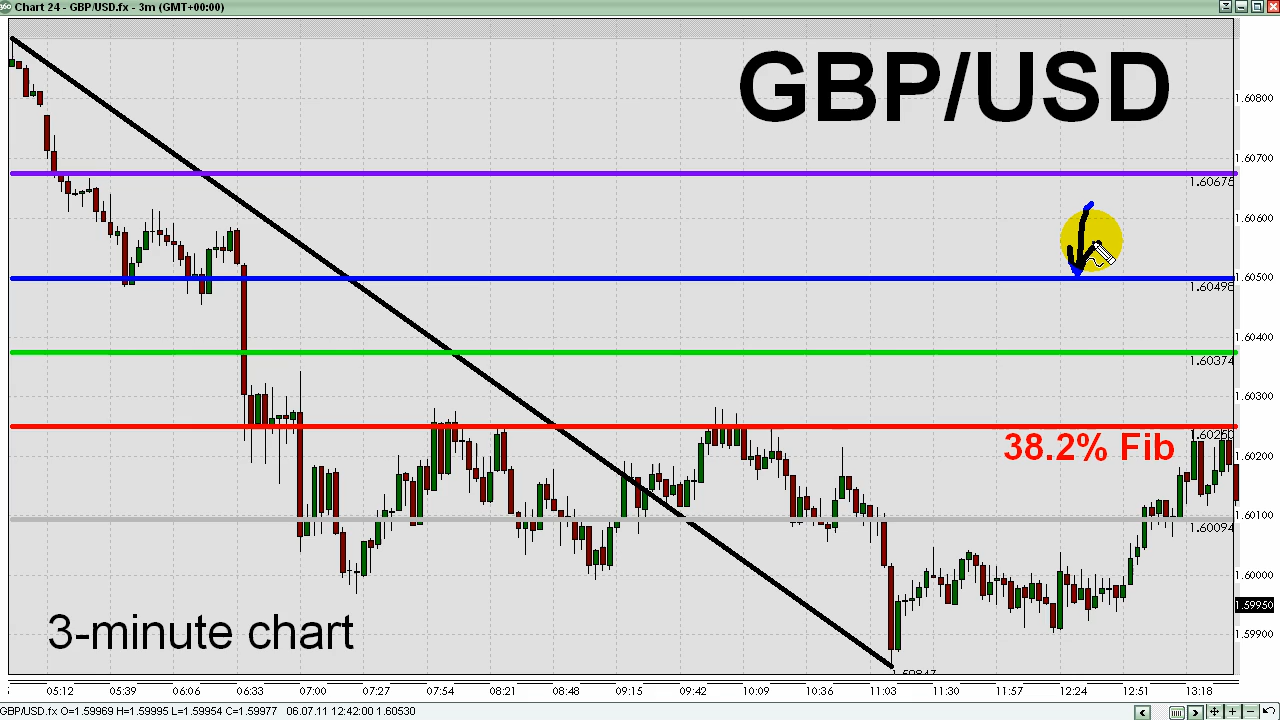 Chart 24 - GBP/USD.fx - 3m (GMT+00:00)
GBP/USD
1.60800
1.60700
1.60675
1.60600
1.60500
1.60498
1.60400
1.60374
1.60300
1.60250
38.2% Fib
1.60200
1.60100
1.60094
1.60000
1.59950
1.59900
3-minute chart
1.59847
05:12 05:39 06:06 06:33 07:00 07:27 07:54 08:21 08:48 09:15 09:42 10:09 10:36 11:03 11:30 11:57 12:24 12:51 13:18
GBP/USD.fx O=1.59969 H=1.59995 L=1.59954 C=1.59977 06.07.11 12:42:00 1.60530